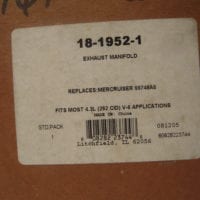 18-1952-1
EXHAUST MANIFOLD
REPLACES: MERCRUISER
FITS MOST 4.3L (262 CID) V-6 APPLICATIONS
MADE IN China
STD.PACK
1
081205
Litchfield, IL 62056